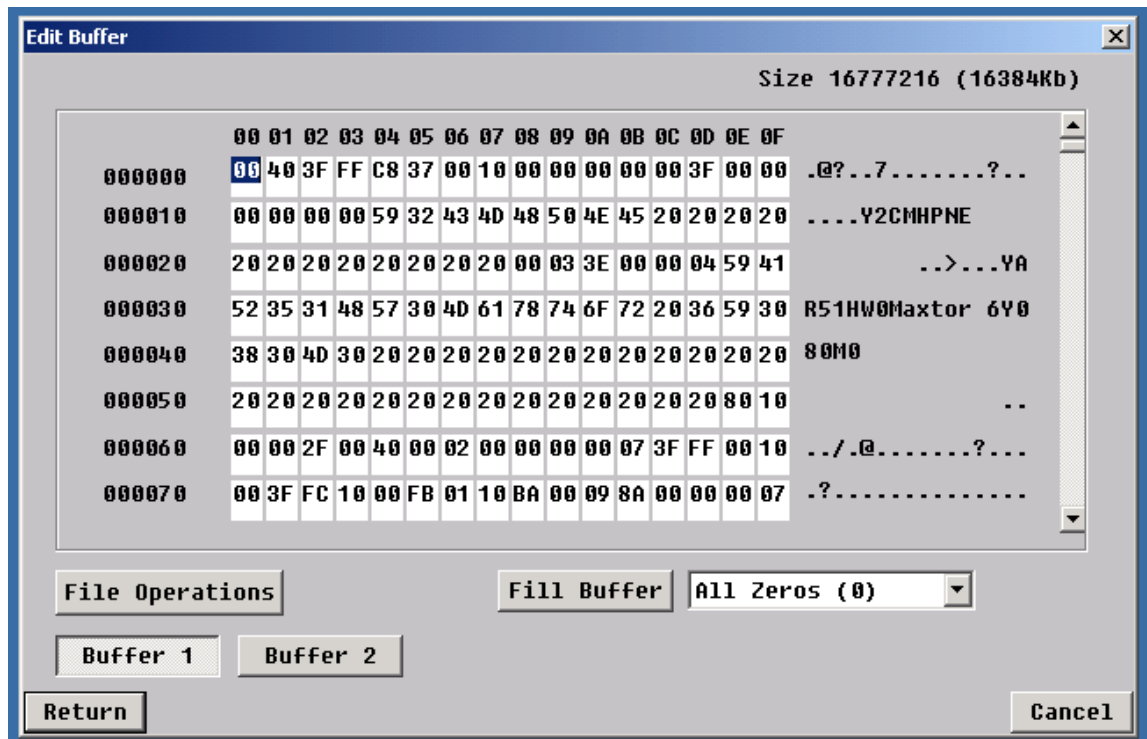 Edit Buffer
Size 16777216 (16384Kb)
00 01 02 03 04 05 06 07 08 09 0A 0B 0C 0D 0E 0F
000000 00 40 3F FF C8 37 00 10 00 00 00 00 00 3F 00 00 .@?..7.......?..
000010 00 00 00 00 59 32 43 4D 48 50 4E 45 20 20 20 20 ....Y2CMHPNE
000020 20 20 20 20 20 20 20 20 00 03 3E 00 00 04 59 41 ..>...YA
000030 52 35 31 48 57 30 4D 61 78 74 6F 72 20 36 59 30 R51HW0Maxtor 6Y0
000040 38 30 4D 30 20 20 20 20 20 20 20 20 20 20 20 20 80M0
000050 20 20 20 20 20 20 20 20 20 20 20 20 20 20 80 10 ..
000060 00 00 2F 00 40 00 02 00 00 00 00 07 3F FF 00 10 ../.@.......?...
000070 00 3F FC 10 00 FB 01 10 BA 00 09 8A 00 00 00 07 .?..............
File Operations
Fill Buffer All Zeros (0)
Buffer 1 Buffer 2
Return Cancel